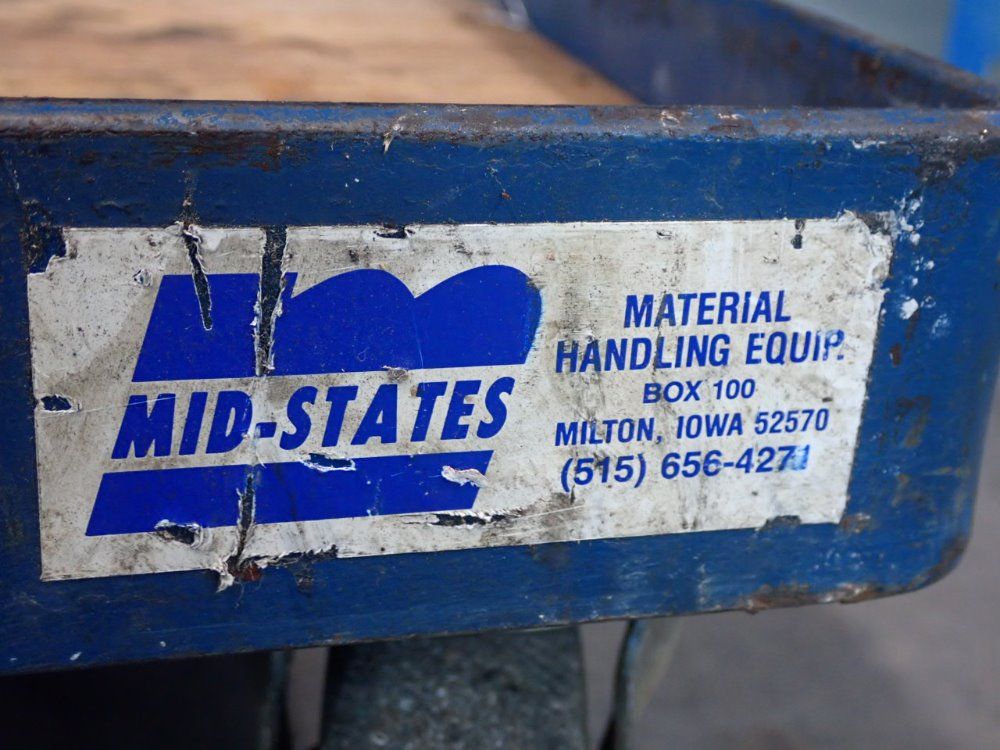 MID-STATES
MATERIAL
HANDLING EQUIP.
BOX 100
MILTON, IOWA 52570
(515) 656-4271